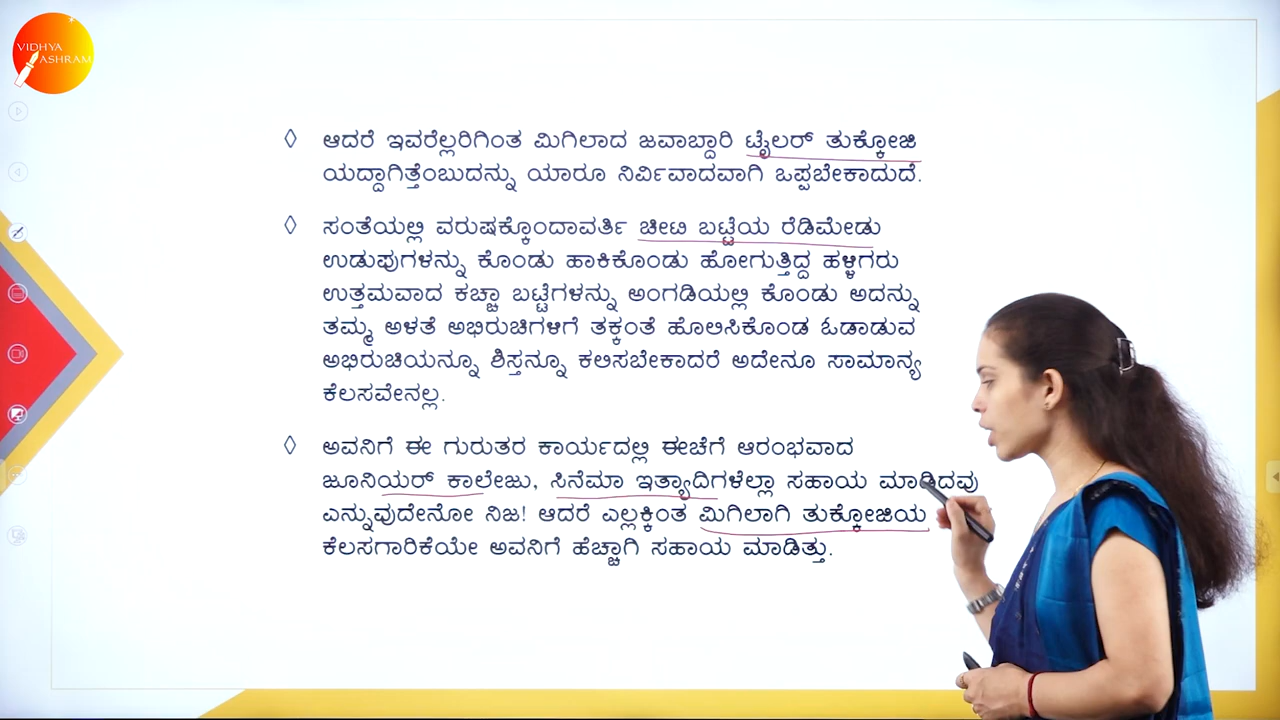 VIDHYA
ASHRAM
◊ ಆದರೆ ಇವರೆಲ್ಲರಿಗಿಂತ ಮಿಗಿಲಾದ ಜವಾಬ್ದಾರಿ ಟೈಲರ್ ತುಕ್ಕೋಜಿ
ಯದ್ದಾಗಿತ್ತೆಂಬುದನ್ನು ಯಾರೂ ನಿರ್ವಿವಾದವಾಗಿ ಒಪ್ಪಬೇಕಾದುದೆ.
◊ ಸಂತೆಯಲ್ಲಿ ವರುಷಕ್ಕೊಂದಾವರ್ತಿ ಚೀಟಿ ಬಟ್ಟೆಯ ರೆಡಿಮೇಡು
ಉಡುಪುಗಳನ್ನು ಕೊಂಡು ಹಾಕಿಕೊಂಡು ಹೋಗುತ್ತಿದ್ದ ಹಳ್ಳಿಗರು
ಉತ್ತಮವಾದ ಕಚ್ಚಾ ಬಟ್ಟೆಗಳನ್ನು ಅಂಗಡಿಯಲ್ಲಿ ಕೊಂಡು ಅದನ್ನು
ತಮ್ಮ ಅಳತೆ ಅಭಿರುಚಿಗಳಿಗೆ ತಕ್ಕಂತೆ ಹೊಲಿಸಿಕೊಂಡ ಓಡಾಡುವ
ಅಭಿರುಚಿಯನ್ನೂ ಶಿಸ್ತನ್ನೂ ಕಲಿಸಬೇಕಾದರೆ ಅದೇನೂ ಸಾಮಾನ್ಯ
ಕೆಲಸವೇನಲ್ಲ.
◊ ಅವನಿಗೆ ಈ ಗುರುತರ ಕಾರ್ಯದಲ್ಲಿ ಈಚೆಗೆ ಆರಂಭವಾದ
ಜೂನಿಯರ್ ಕಾಲೇಜು, ಸಿನೆಮಾ ಇತ್ಯಾದಿಗಳೆಲ್ಲಾ ಸಹಾಯ ಮಾಡಿದವು
ಎನ್ನುವುದೇನೋ ನಿಜ! ಆದರೆ ಎಲ್ಲಕ್ಕಿಂತ ಮಿಗಿಲಾಗಿ ತುಕ್ಕೋಜಿಯ
ಕೆಲಸಗಾರಿಕೆಯೇ ಅವನಿಗೆ ಹೆಚ್ಚಾಗಿ ಸಹಾಯ ಮಾಡಿತ್ತು.